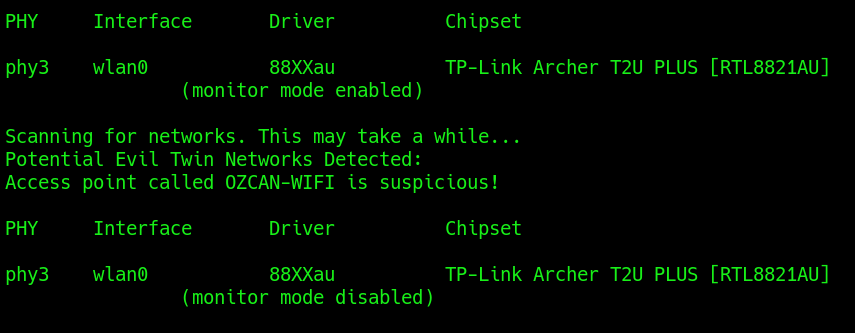 PHY Interface Driver Chipset
phy3 wlan0 88XXau TP-Link Archer T2U PLUS [RTL8821AU]
(monitor mode enabled)
Scanning for networks. This may take a while...
Potential Evil Twin Networks Detected:
Access point called OZCAN-WIFI is suspicious!
PHY Interface Driver Chipset
phy3 wlan0 88XXau TP-Link Archer T2U PLUS [RTL8821AU]
(monitor mode disabled)